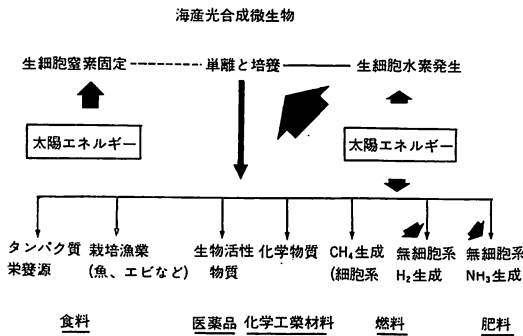 海産光合成微生物
生細胞窒素固定 単離と培養 生細胞水素発生
太陽エネルギー 太陽エネルギー
タンパク質 栽培漁業 生物活性 化学物質 CH4生成 無細胞系 無細胞系
栄養源 (魚、エビなど) 物質 (細胞系 H2生成 NH3生成
食料 医薬品 化学工業材料 燃料 肥料